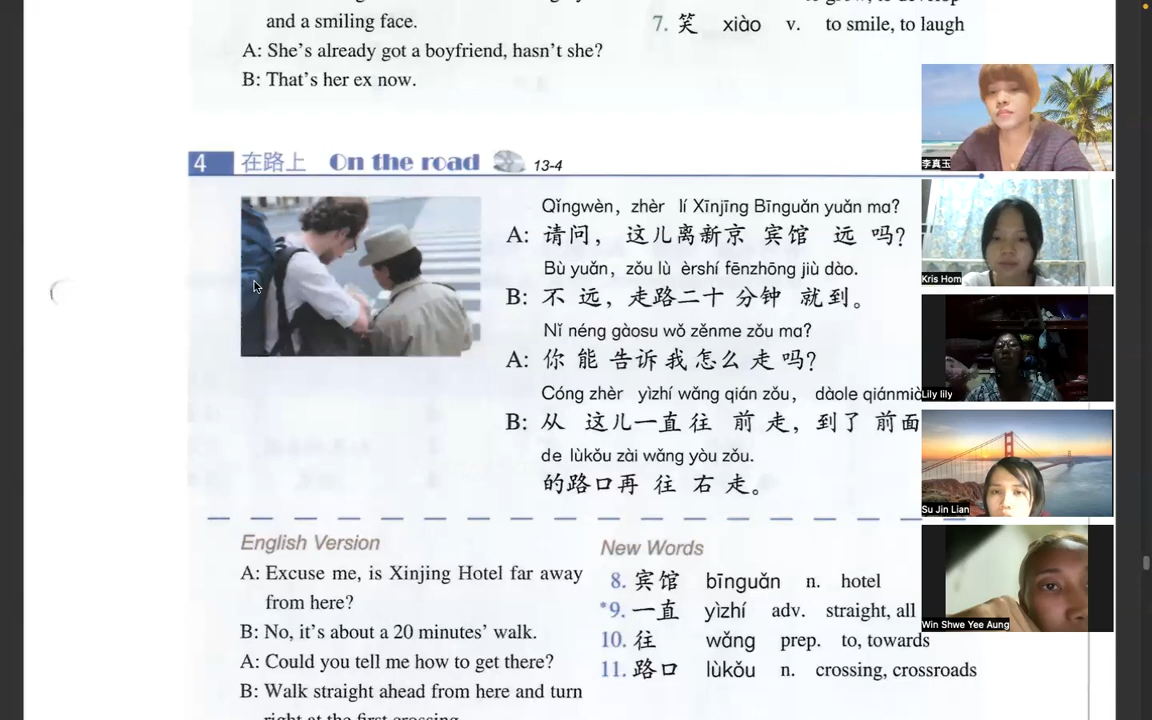 and a smiling face.
A: She's already got a boyfriend, hasn't she?
B: That's her ex now.
7. 笑 xiào v. to smile, to laugh
4 在路上 On the road 13-4
Qǐngwèn, zhèr lí Xīnjīng Bīnguǎn yuǎn ma?
A: 请问，这儿离新京 宾馆 远 吗？
Bù yuǎn, zǒu lù èrshí fēnzhōng jiù dào.
B: 不 远，走路二十 分钟 就 到。
Nǐ néng gàosu wǒ zěnme zǒu ma?
A: 你 能 告诉 我 怎么 走 吗？
Cóng zhèr yìzhí wǎng qián zǒu, dàole qiánmià
B: 从 这儿一直 往 前 走，到了 前面
de lùkǒu zài wǎng yòu zǒu.
的路口再 往 右 走。
English Version
A: Excuse me, is Xinjing Hotel far away
from here?
B: No, it's about a 20 minutes' walk.
A: Could you tell me how to get there?
B: Walk straight ahead from here and turn
right at the first crossing.
New Words
8. 宾馆 bīnguǎn n. hotel
*9. 一直 yìzhí adv. straight, all
10. 往 wǎng prep. to, towards
11. 路口 lùkǒu n. crossing, crossroads
李真玉
Kris Hom
Lily lily
Su Jin Lian
Win Shwe Yee Aung